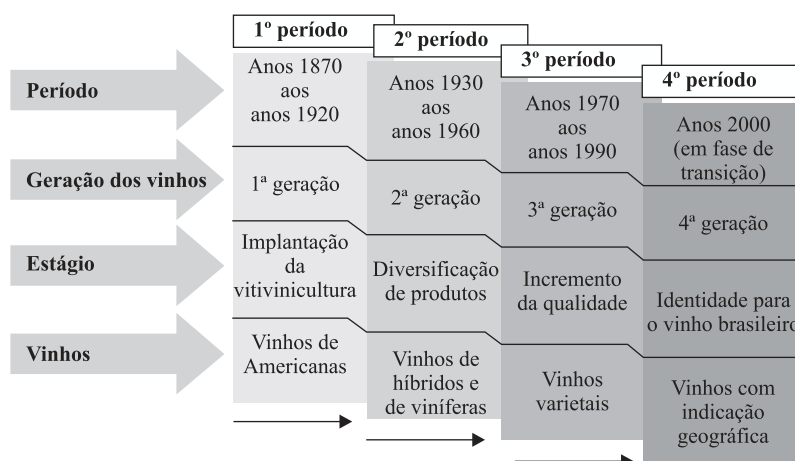 1º período
2º período
3º período
4º período
Período
Anos 1870
aos
anos 1920
Anos 1930
aos
anos 1960
Anos 1970
aos
anos 1990
Anos 2000
(em fase de
transição)
Geração dos vinhos
1ª geração
2ª geração
3ª geração
4ª geração
Estágio
Implantação
da
vitivinicultura
Diversificação
de produtos
Incremento
da qualidade
Identidade para
o vinho brasileiro
Vinhos
Vinhos de
Americanas
Vinhos de
híbridos e
de viníferas
Vinhos
varietais
Vinhos com
indicação
geográfica